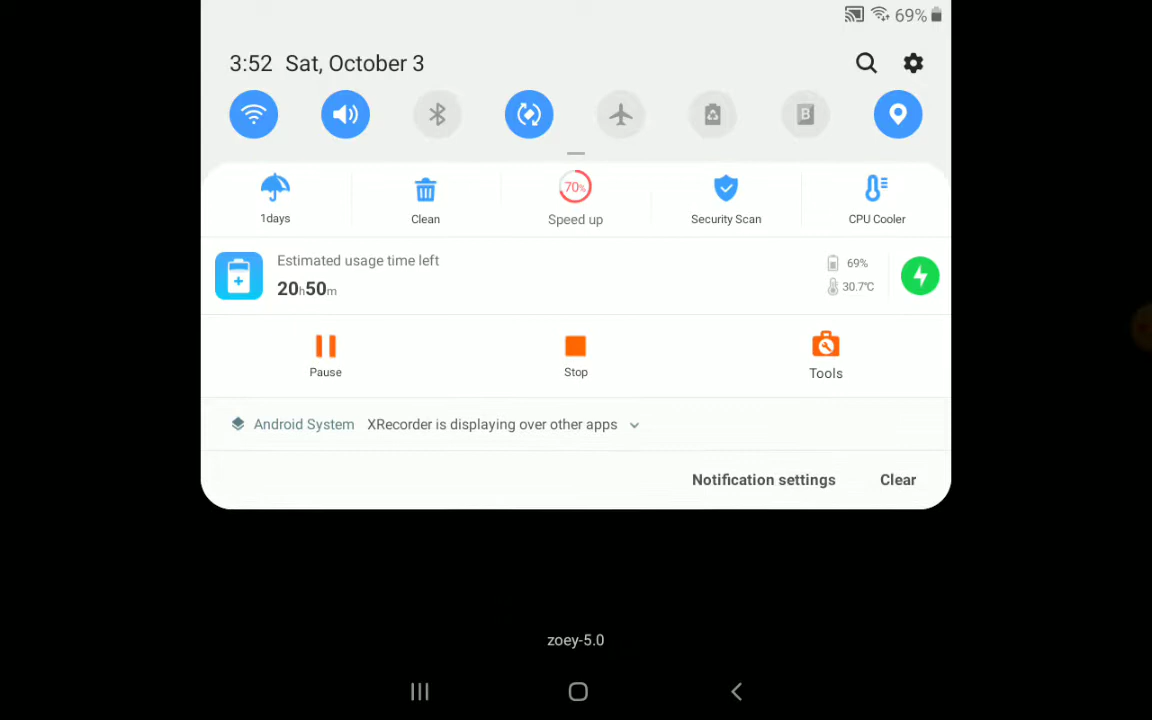 69%
3:52 Sat, October 3
B
1days
Clean
70%
Speed up
Security Scan
CPU Cooler
Estimated usage time left
20h50m
69%
30.7℃
Pause
Stop
Tools
Android System XRecorder is displaying over other apps
Notification settings
Clear
zoey-5.0